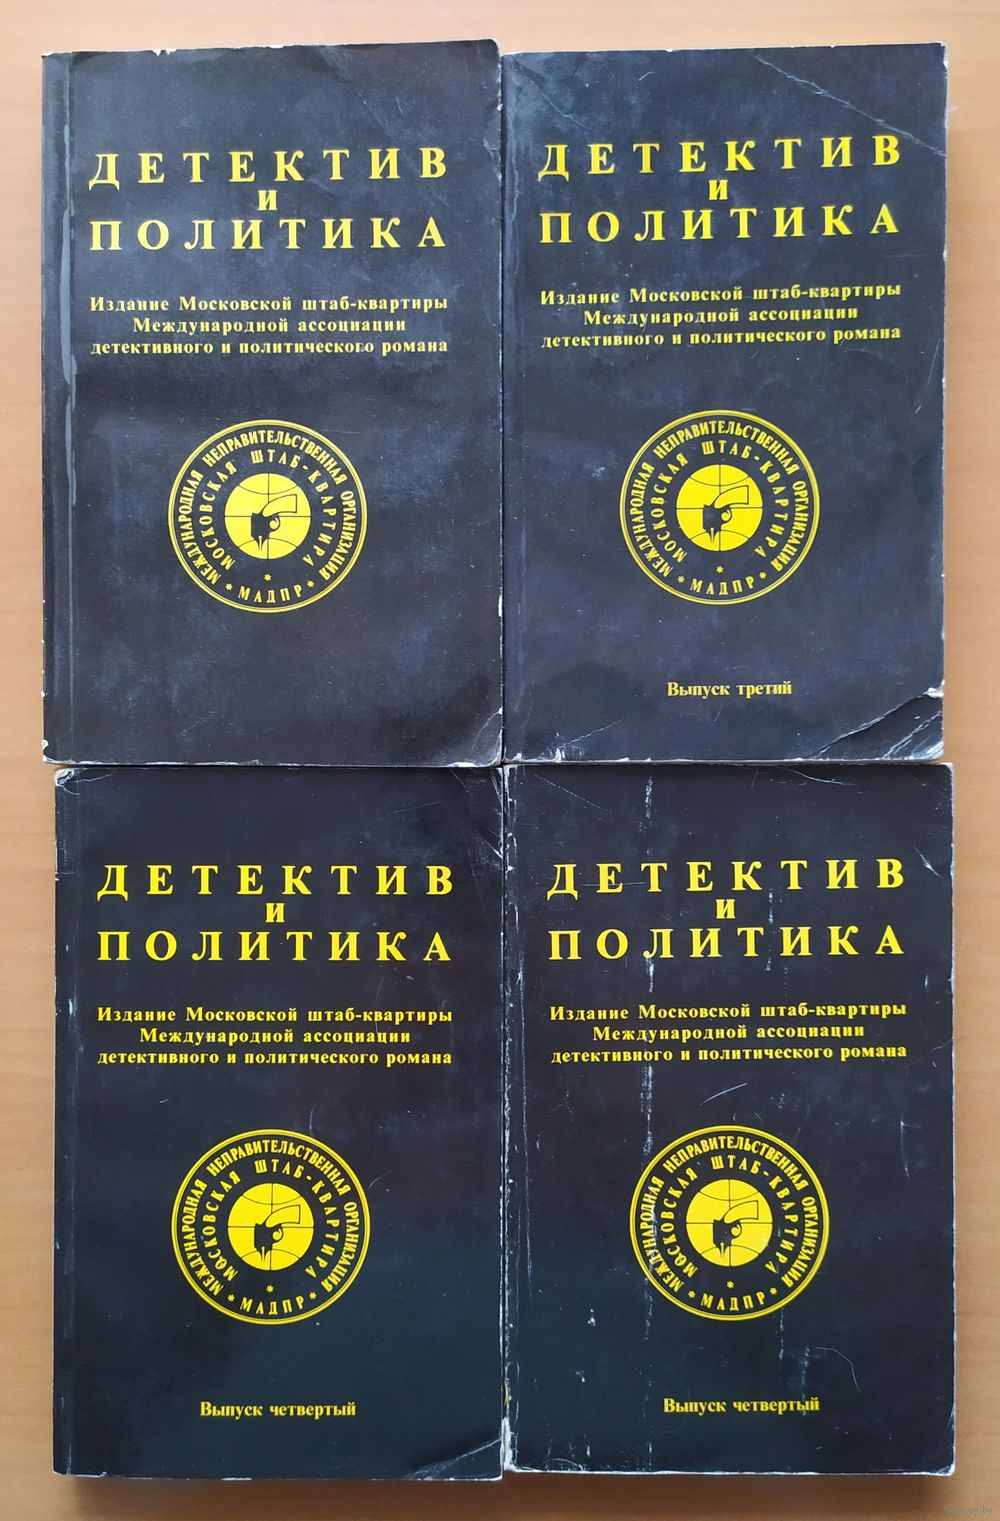 ДЕТЕКТИВ
И
ПОЛИТИКА
Издание Московской штаб-квартиры
Международной ассоциации
детективного и политического романа
МЕЖДУНАРОДНАЯ НЕПРАВИТЕЛЬСТВЕННАЯ ОРГАНИЗАЦИЯ
МОСКОВСКАЯ ШТАБ-КВАРТИРА
* МАДПР *
ДЕТЕКТИВ
И
ПОЛИТИКА
Издание Московской штаб-квартиры
Международной ассоциации
детективного и политического романа
МЕЖДУНАРОДНАЯ НЕПРАВИТЕЛЬСТВЕННАЯ ОРГАНИЗАЦИЯ
МОСКОВСКАЯ ШТАБ-КВАРТИРА
* МАДПР *
Выпуск третий
ДЕТЕКТИВ
И
ПОЛИТИКА
Издание Московской штаб-квартиры
Международной ассоциации
детективного и политического романа
МЕЖДУНАРОДНАЯ НЕПРАВИТЕЛЬСТВЕННАЯ ОРГАНИЗАЦИЯ
МОСКОВСКАЯ ШТАБ-КВАРТИРА
* МАДПР *
Выпуск четвертый
ДЕТЕКТИВ
И
ПОЛИТИКА
Издание Московской штаб-квартиры
Международной ассоциации
детективного и политического романа
МЕЖДУНАРОДНАЯ НЕПРАВИТЕЛЬСТВЕННАЯ ОРГАНИЗАЦИЯ
МОСКОВСКАЯ ШТАБ-КВАРТИРА
* МАДПР *
Выпуск четвертый